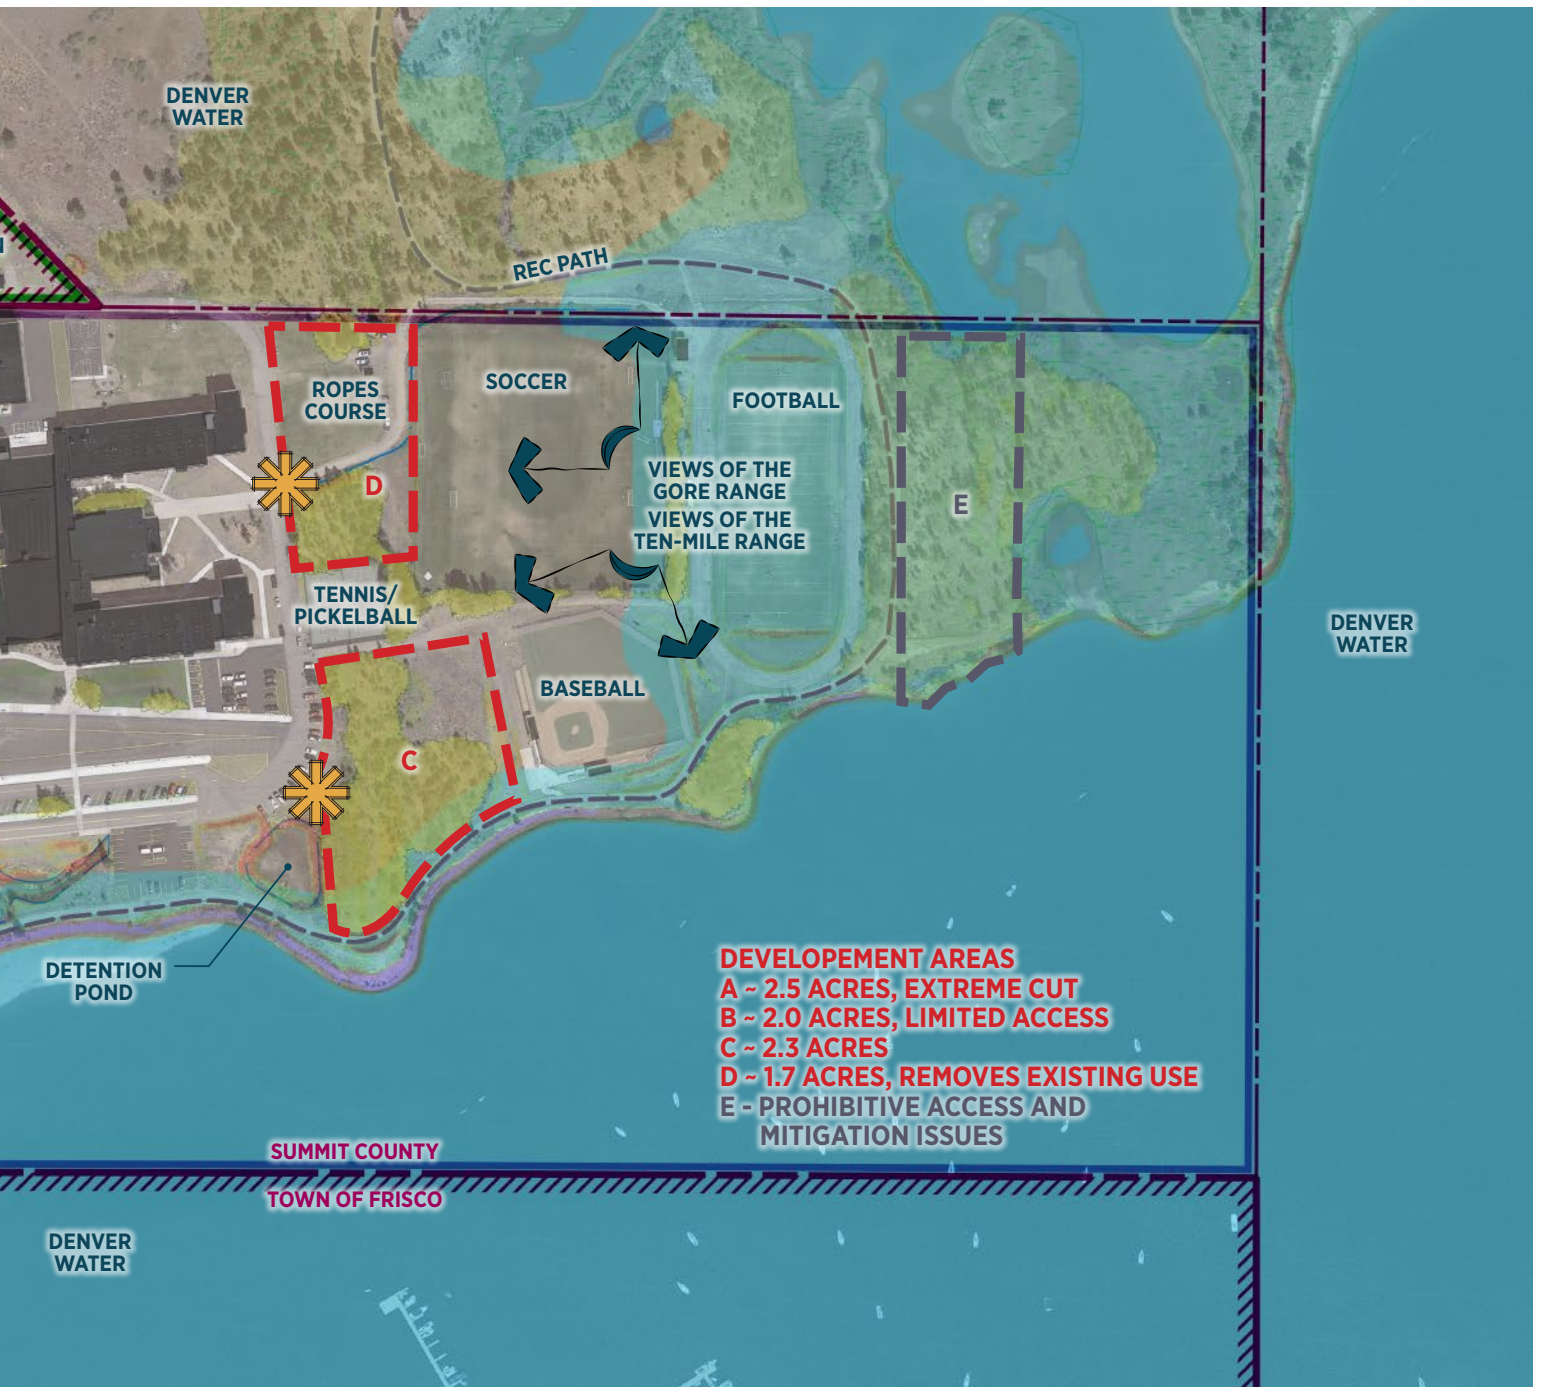 DENVER
WATER
REC PATH
ROPES
COURSE
SOCCER
FOOTBALL
VIEWS OF THE
GORE RANGE
VIEWS OF THE
TEN-MILE RANGE
D
E
TENNIS/
PICKELBALL
DENVER
WATER
BASEBALL
C
DETENTION
POND
DEVELOPEMENT AREAS
A ~ 2.5 ACRES, EXTREME CUT
B ~ 2.0 ACRES, LIMITED ACCESS
C ~ 2.3 ACRES
D ~ 1.7 ACRES, REMOVES EXISTING USE
E - PROHIBITIVE ACCESS AND
MITIGATION ISSUES
SUMMIT COUNTY
TOWN OF FRISCO
DENVER
WATER